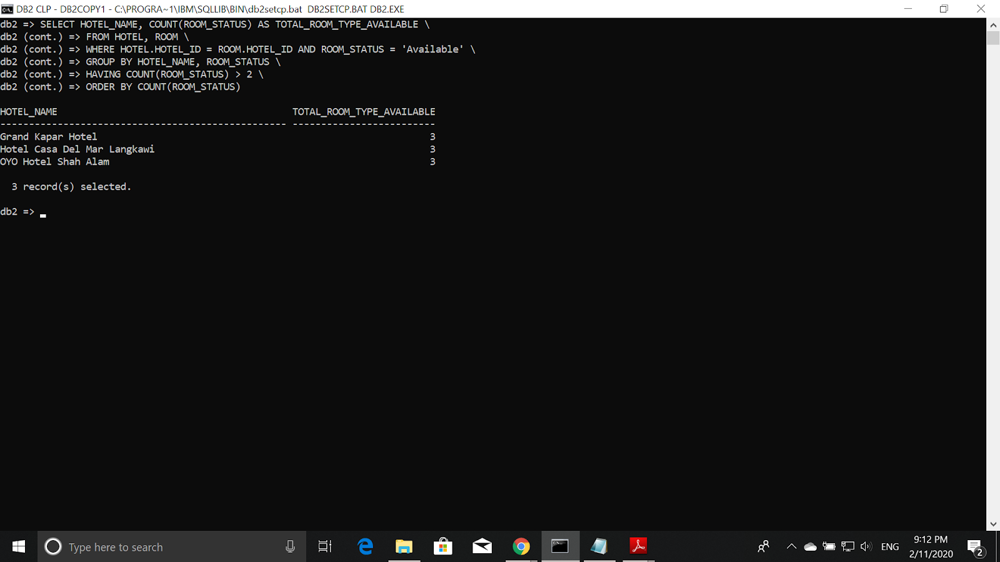 DB2 CLP - DB2COPY1 - C:\PROGRA~1\IBM\SQLLIB\BIN\db2setcp.bat  DB2SETCP.BAT DB2.EXE
db2 => SELECT HOTEL_NAME, COUNT(ROOM_STATUS) AS TOTAL_ROOM_TYPE_AVAILABLE \
db2 (cont.) => FROM HOTEL, ROOM \
db2 (cont.) => WHERE HOTEL.HOTEL_ID = ROOM.HOTEL_ID AND ROOM_STATUS = 'Available' \
db2 (cont.) => GROUP BY HOTEL_NAME, ROOM_STATUS \
db2 (cont.) => HAVING COUNT(ROOM_STATUS) > 2 \
db2 (cont.) => ORDER BY COUNT(ROOM_STATUS)
HOTEL_NAME TOTAL_ROOM_TYPE_AVAILABLE
-------------------------------------------------- -------------------------
Grand Kapar Hotel 3
Hotel Casa Del Mar Langkawi 3
OYO Hotel Shah Alam 3
3 record(s) selected.
db2 => _
Type here to search
ENG
9:12 PM
2/11/2020
2